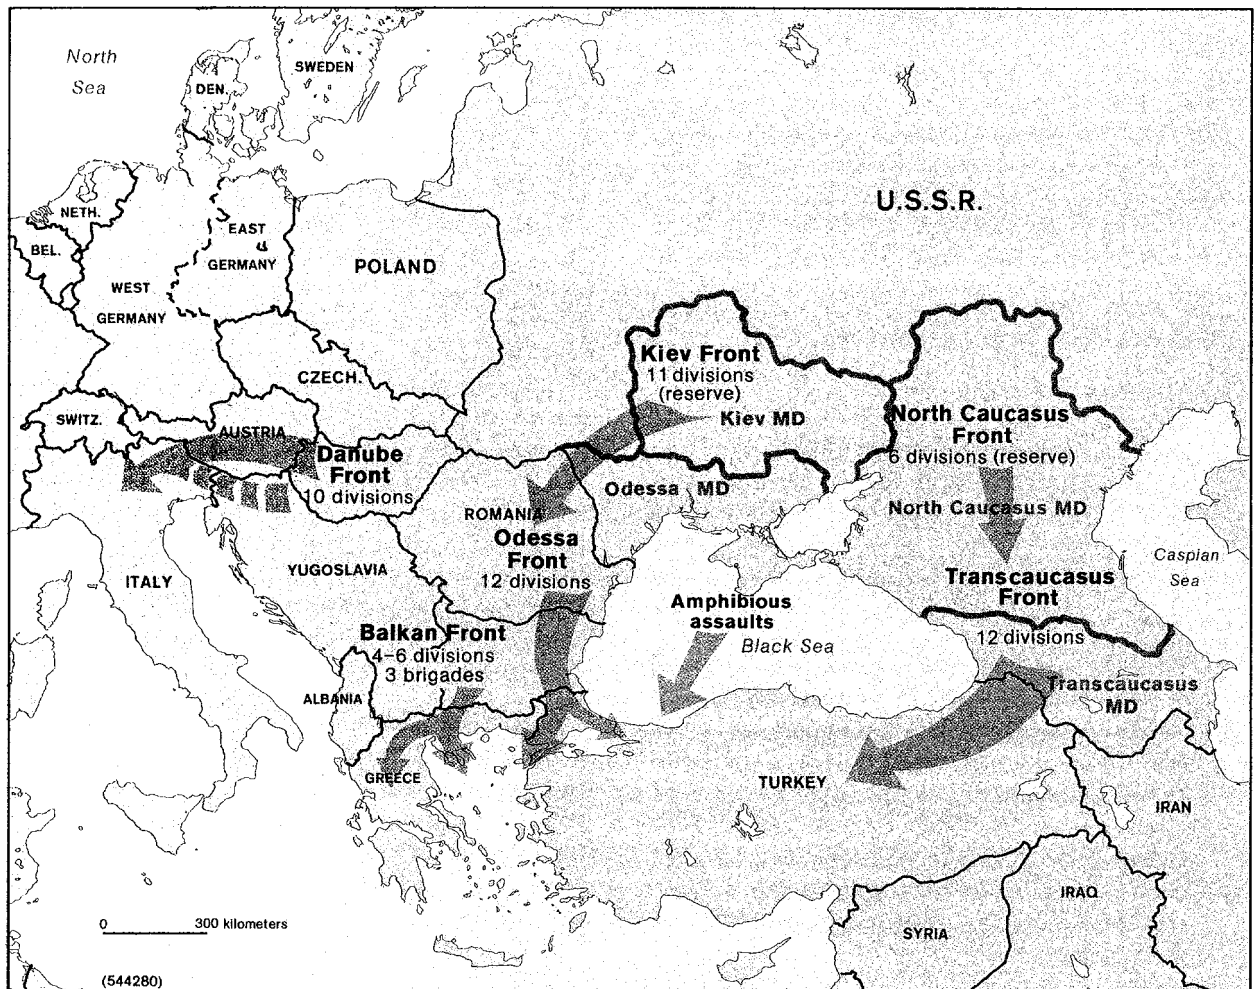 North
Sea
SWEDEN
DEN.
U.S.S.R.
NETH.
BEL.
EAST
GERMANY
POLAND
WEST
GERMANY
CZECH.
SWITZ.
AUSTRIA
Kiev Front
11 divisions
(reserve)
Kiev MD
North Caucasus
Front
6 divisions (reserve)
North Caucasus MD
Danube
Front
10 divisions
Odessa MD
ROMANIA
Odessa
Front
12 divisions
Caspian
Sea
ITALY
YUGOSLAVIA
Transcaucasus
Front
12 divisions
Amphibious
assaults
Black Sea
Balkan Front
4–6 divisions
3 brigades
ALBANIA
Transcaucasus
MD
GREECE
TURKEY
IRAN
IRAQ
SYRIA
0 300 kilometers
(544280)